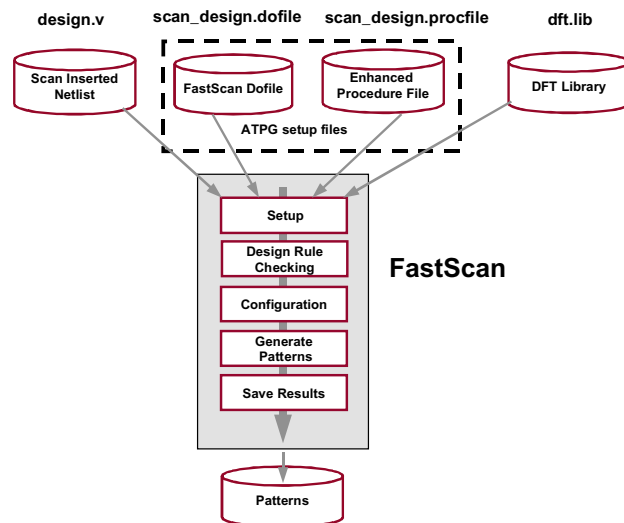 design.v
scan_design.dofile
scan_design.procfile
dft.lib
Scan Inserted
Netlist
FastScan Dofile
Enhanced
Procedure File
DFT Library
ATPG setup files
Setup
Design Rule
Checking
FastScan
Configuration
Generate
Patterns
Save Results
Patterns